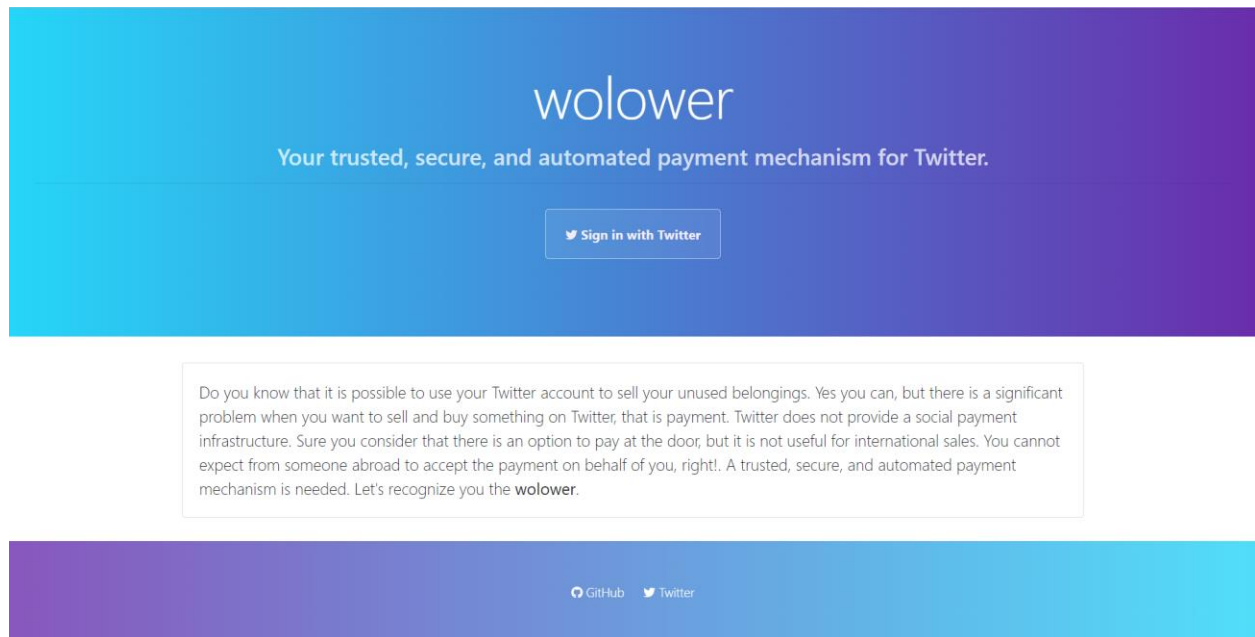 wolower
Your trusted, secure, and automated payment mechanism for Twitter.
Sign in with Twitter
Do you know that it is possible to use your Twitter account to sell your unused belongings. Yes you can, but there is a significant
problem when you want to sell and buy something on Twitter, that is payment. Twitter does not provide a social payment
infrastructure. Sure you consider that there is an option to pay at the door, but it is not useful for international sales. You cannot
expect from someone abroad to accept the payment on behalf of you, right!. A trusted, secure, and automated payment
mechanism is needed. Let's recognize you the wolower.
GitHub Twitter